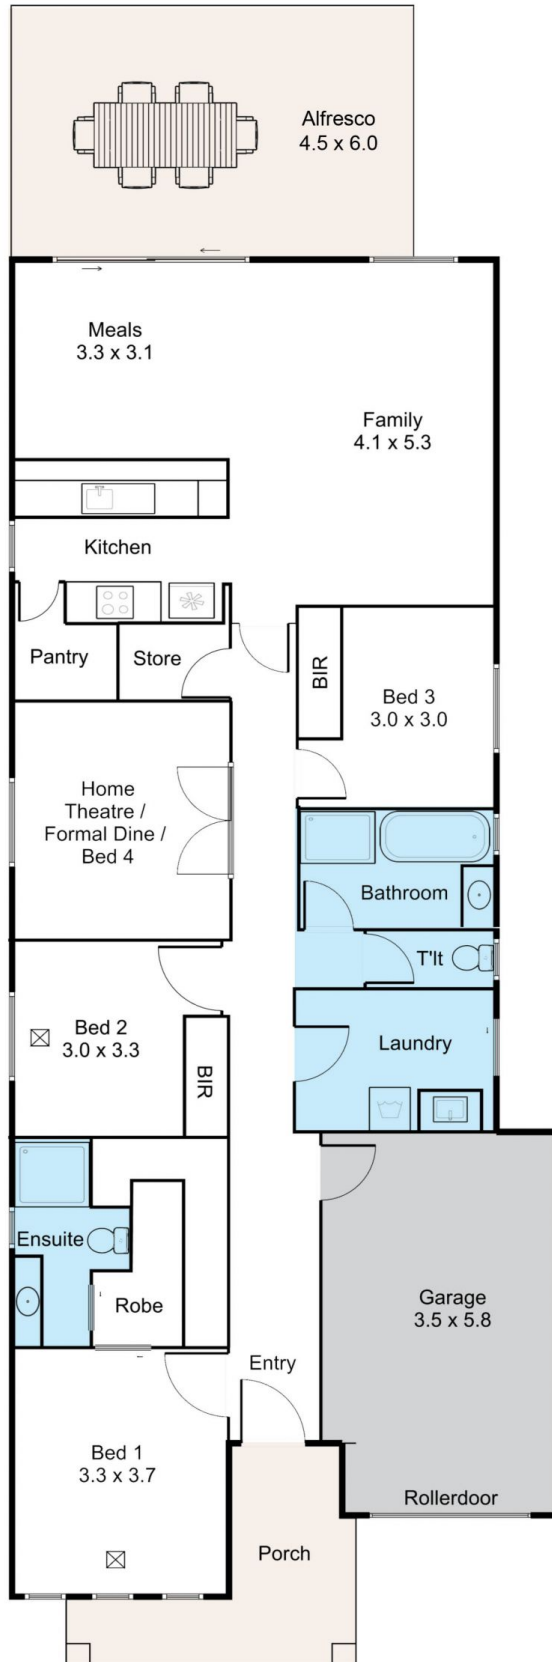 Alfresco
4.5 x 6.0
Meals
3.3 x 3.1
Family
4.1 x 5.3
Kitchen
Pantry
Store
BIR
Bed 3
3.0 x 3.0
Home
Theatre /
Formal Dine /
Bed 4
Bathroom
T'lt
Bed 2
3.0 x 3.3
BIR
Laundry
Ensuite
Robe
Garage
3.5 x 5.8
Entry
Bed 1
3.3 x 3.7
Rollerdoor
Porch